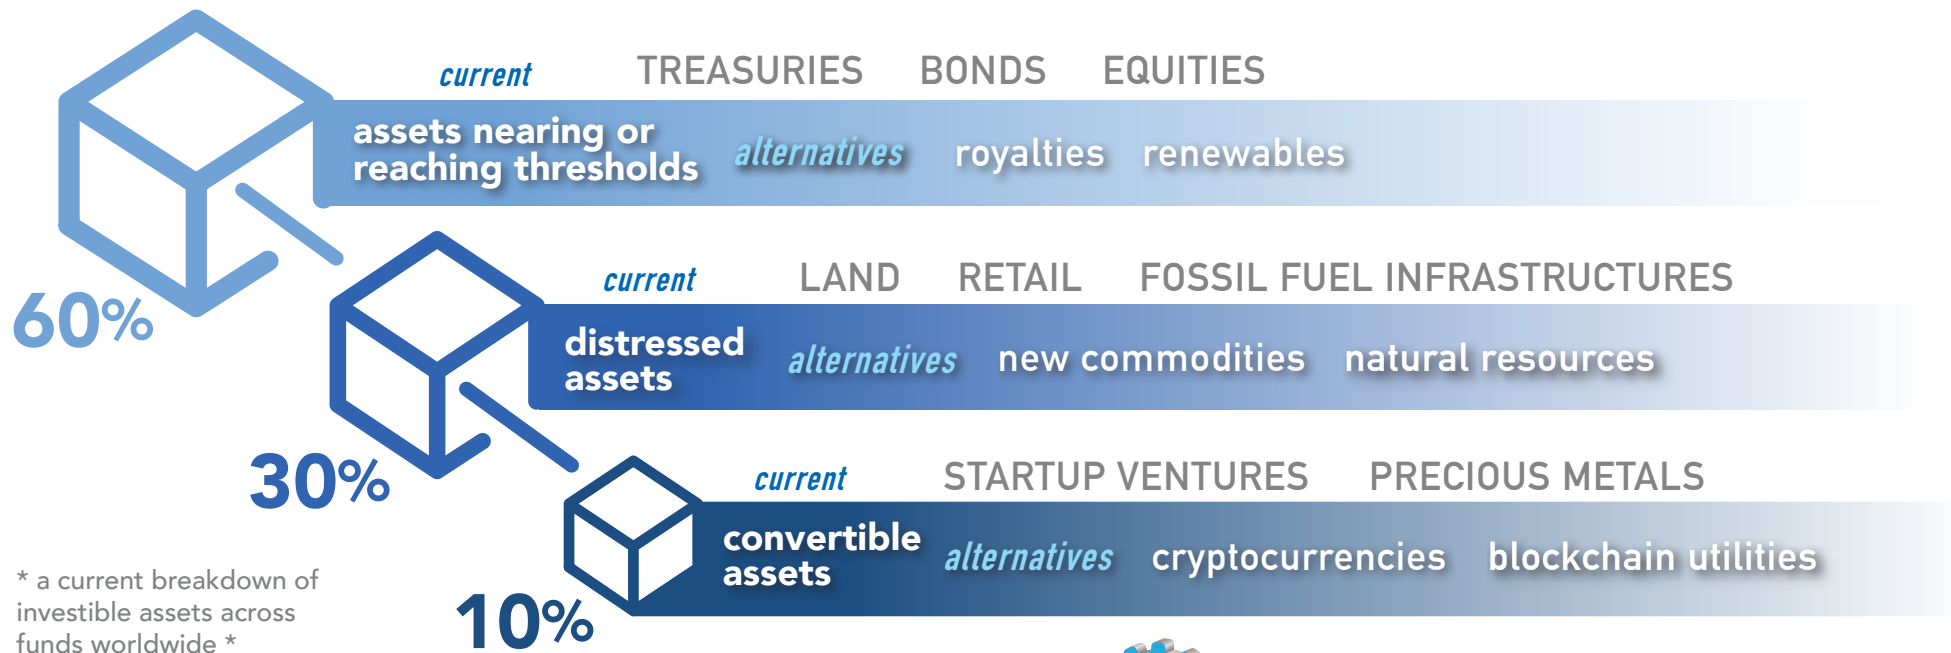 current TREASURIES BONDS EQUITIES
assets nearing or
reaching thresholds
alternatives royalties renewables
60%
current LAND RETAIL FOSSIL FUEL INFRASTRUCTURES
distressed
assets
alternatives new commodities natural resources
30%
current STARTUP VENTURES PRECIOUS METALS
convertible
assets
alternatives cryptocurrencies blockchain utilities
10%
* a current breakdown of
investible assets across
funds worldwide *